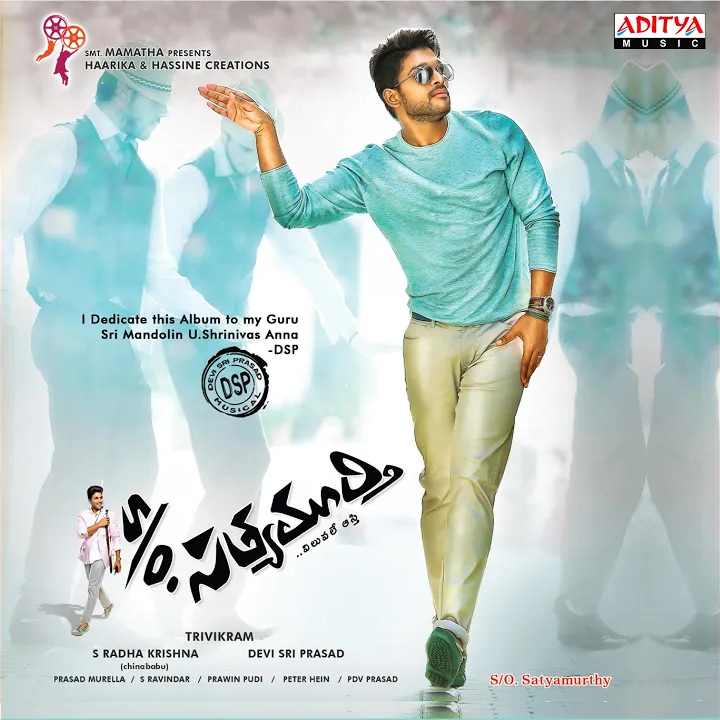 SMT. MAMATHA PRESENTS
HAARIKA & HASSINE CREATIONS
ADITYA
MUSIC
I Dedicate this Album to my Guru
Sri Mandolin U.Shrinivas Anna
-DSP
DEVI SRI PRASAD
DSP
MUSICAL
S/O. సత్యమూర్తి
..విలువలే ఆస్తి
TRIVIKRAM
S RADHA KRISHNA DEVI SRI PRASAD
(chinababu)
PRASAD MURELLA / S RAVINDAR / PRAWIN PUDI / PETER HEIN / PDV PRASAD
S/O. Satyamurthy